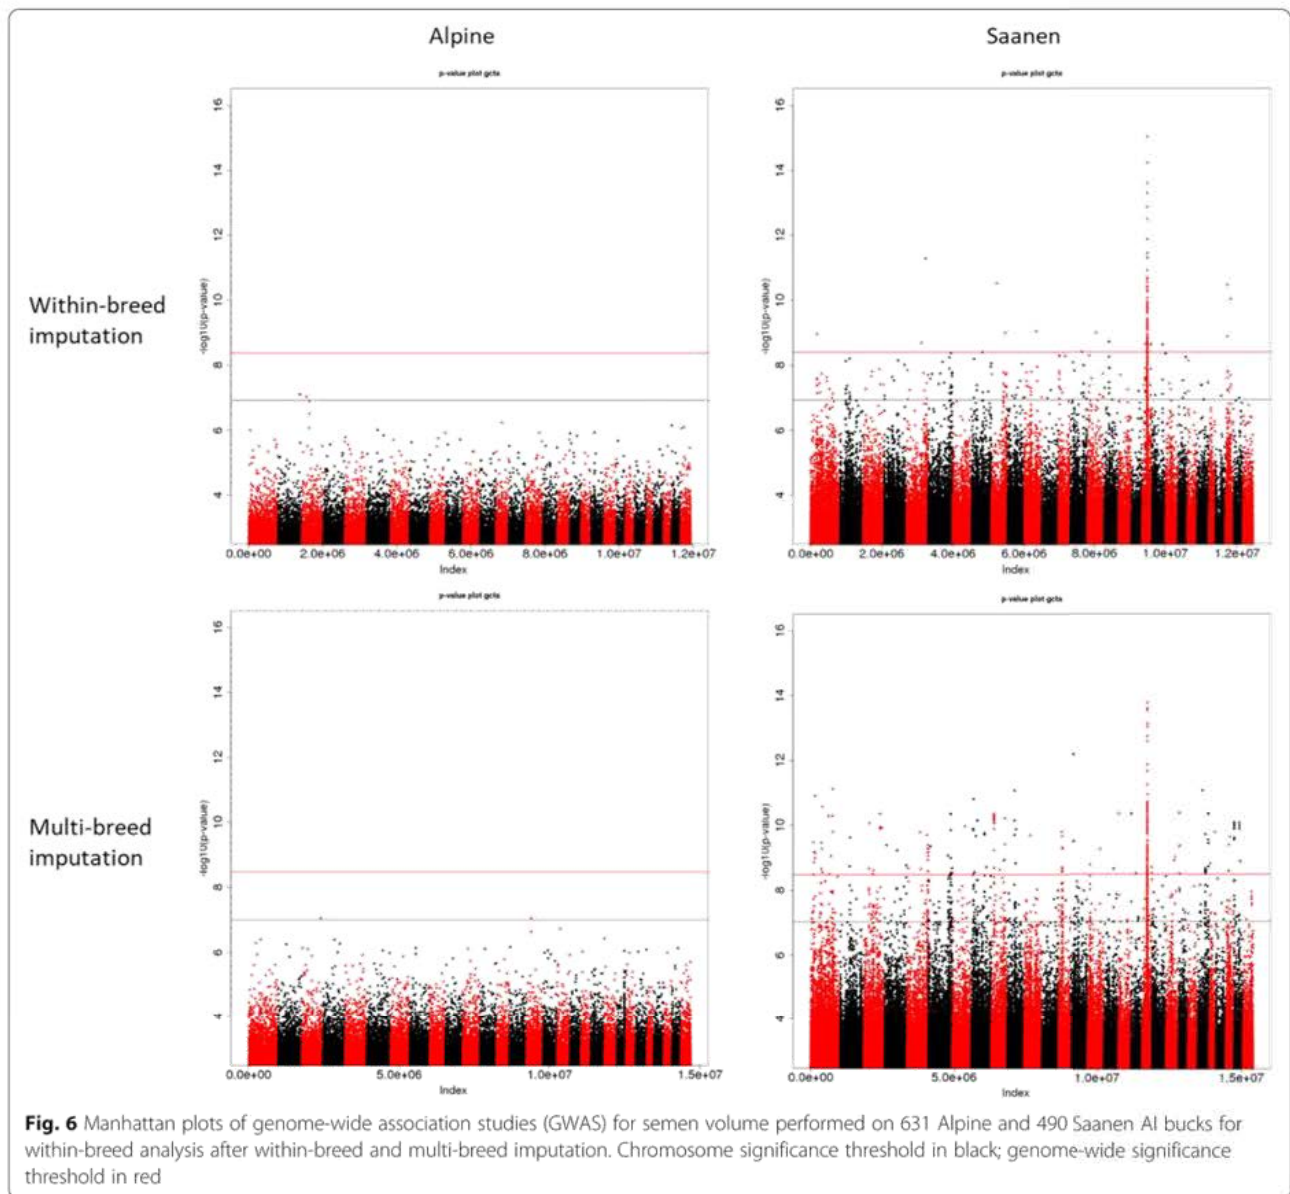 Alpine
Saanen
p-value plot gcta
p-value plot gcta
Within-breed
imputation
-log10(p-value)
16
14
12
10
8
6
4
0.0e+00 2.0e+06 4.0e+06 6.0e+06 8.0e+06 1.0e+07 1.2e+07
Index
-log10(p-value)
16
14
12
10
8
6
4
0.0e+00 2.0e+06 4.0e+06 6.0e+06 8.0e+06 1.0e+07 1.2e+07
Index
p-value plot gcta
p-value plot gcta
Multi-breed
imputation
-log10(p-value)
16
14
12
10
8
6
4
0.0e+00 5.0e+06 1.0e+07 1.5e+07
Index
-log10(p-value)
16
14
12
10
8
6
4
0.0e+00 5.0e+06 1.0e+07 1.5e+07
Index
Fig. 6 Manhattan plots of genome-wide association studies (GWAS) for semen volume performed on 631 Alpine and 490 Saanen AI bucks for
within-breed analysis after within-breed and multi-breed imputation. Chromosome significance threshold in black; genome-wide significance
threshold in red